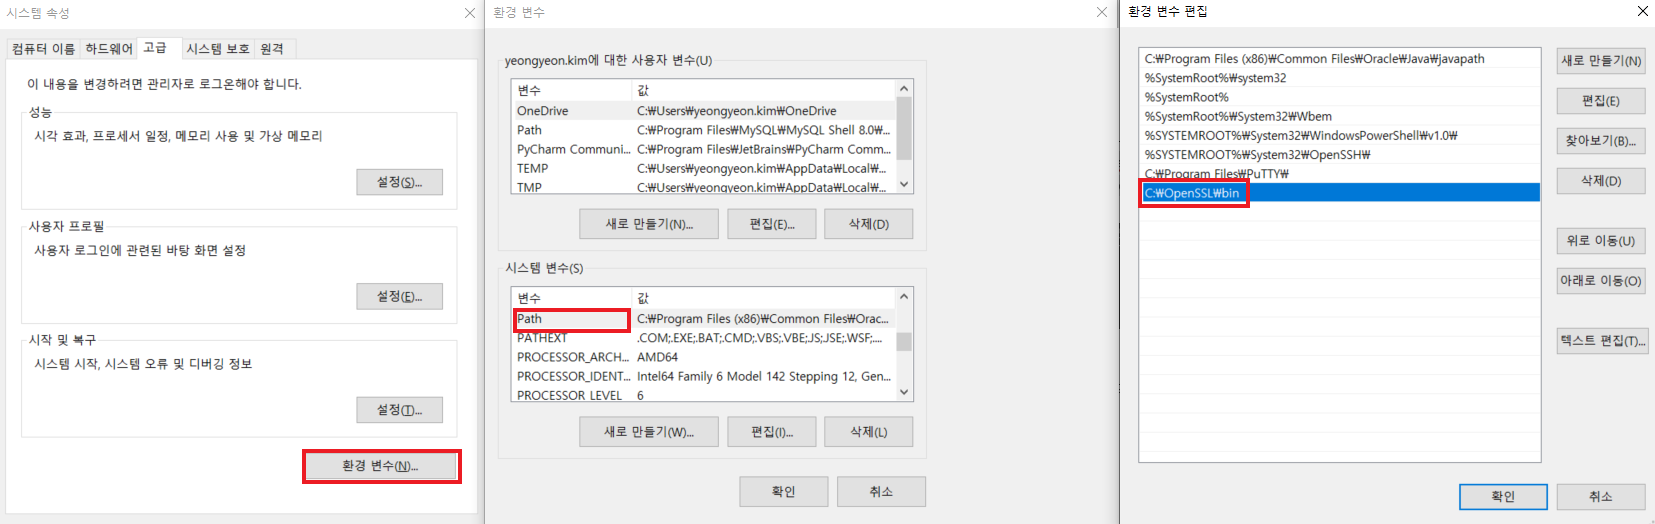 시스템 속성
컴퓨터 이름 하드웨어 고급 시스템 보호 원격
이 내용을 변경하려면 관리자로 로그온해야 합니다.
성능
시각 효과, 프로세서 일정, 메모리 사용 및 가상 메모리
설정(S)...
사용자 프로필
사용자 로그인에 관련된 바탕 화면 설정
설정(E)...
시작 및 복구
시스템 시작, 시스템 오류 및 디버깅 정보
설정(T)...
환경 변수(N)...
환경 변수
yeongyeon.kim에 대한 사용자 변수(U)
변수 값
OneDrive C:₩Users₩yeongyeon.kim₩OneDrive
Path C:₩Program Files₩MySQL₩MySQL Shell 8.0₩...
PyCharm Communi... C:₩Program Files₩JetBrains₩PyCharm Comm...
TEMP C:₩Users₩yeongyeon.kim₩AppData₩Local₩...
TMP C:₩Users₩yeongyeon.kim₩AppData₩Local₩...
새로 만들기(N)... 편집(E)... 삭제(D)
시스템 변수(S)
변수 값
Path C:₩Program Files (x86)₩Common Files₩Orac...
PATHEXT .COM;.EXE;.BAT;.CMD;.VBS;.VBE;.JS;.JSE;.WSF;....
PROCESSOR_ARCH... AMD64
PROCESSOR_IDENT... Intel64 Family 6 Model 142 Stepping 12, Gen...
PROCESSOR_LEVEL 6
새로 만들기(W)... 편집(I)... 삭제(L)
확인 취소
환경 변수 편집
C:₩Program Files (x86)₩Common Files₩Oracle₩Java₩javapath
%SystemRoot%₩system32
%SystemRoot%
%SystemRoot%₩System32₩Wbem
%SYSTEMROOT%₩System32₩WindowsPowerShell₩v1.0₩
%SYSTEMROOT%₩System32₩OpenSSH₩
C:₩Program Files₩PuTTY₩
C:₩OpenSSL₩bin
새로 만들기(N)
편집(E)
찾아보기(B)...
삭제(D)
위로 이동(U)
아래로 이동(O)
텍스트 편집(T)...
확인 취소